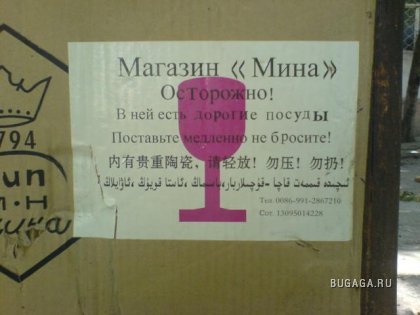 Магазин «Мина»
Осторожно!
В ней есть дорогие посуды
Поставьте медленно не бросите!
内有贵重陶瓷，请轻放！勿压！勿扔！
Тел. 0086-991-2867210
Сот. 13095014228
794
BUGAGA.RU